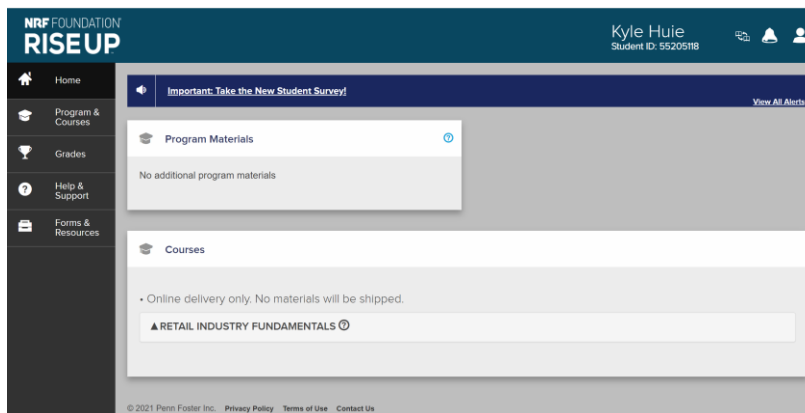 NRF FOUNDATION
RISEUP
Kyle Huie
Student ID: 55205118
Home
Program &
Courses
Grades
Help &
Support
Forms &
Resources
Important: Take the New Student Survey!
View All Alerts
Program Materials
No additional program materials
Courses
• Online delivery only. No materials will be shipped.
▲RETAIL INDUSTRY FUNDAMENTALS
© 2021 Penn Foster Inc. Privacy Policy Terms of Use Contact Us